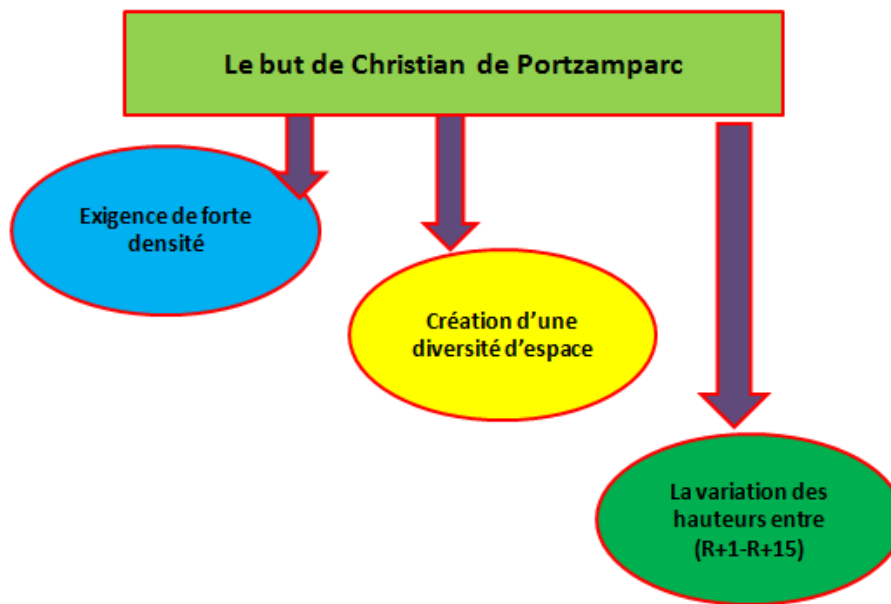 Le but de Christian de Portzamparc
Exigence de forte
densité
Création d’une
diversité d’espace
La variation des
hauteurs entre
(R+1-R+15)